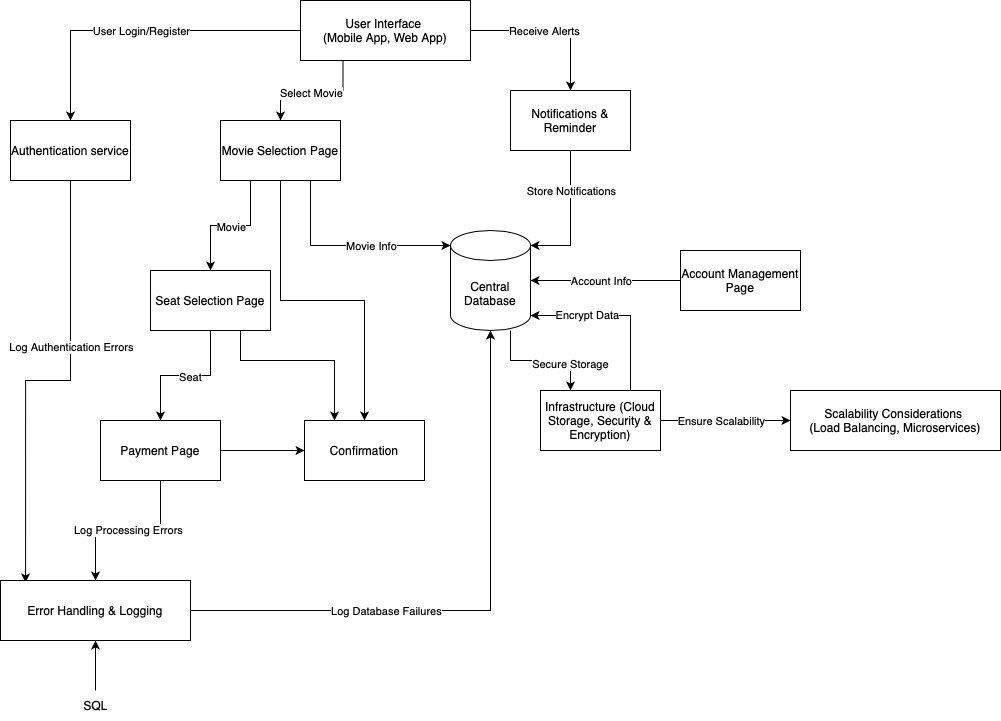 User Interface
(Mobile App, Web App)
User Login/Register
Receive Alerts
Select Movie
Notifications &
Reminder
Authentication service
Movie Selection Page
Store Notifications
Movie
Movie Info
Account Management
Page
Account Info
Central
Database
Seat Selection Page
Encrypt Data
Log Authentication Errors
Secure Storage
Seat
Infrastructure (Cloud
Storage, Security &
Encryption)
Ensure Scalability
Scalability Considerations
(Load Balancing, Microservices)
Payment Page
Confirmation
Log Processing Errors
Error Handling & Logging
Log Database Failures
SQL